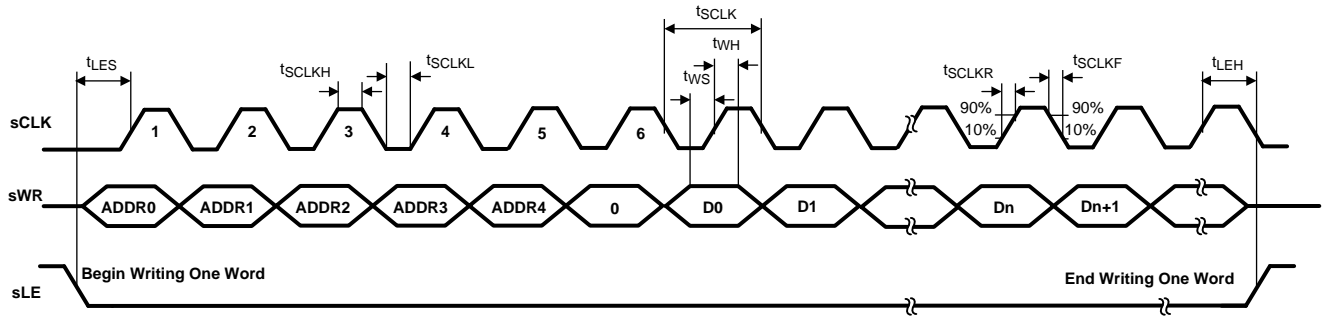 tSCLK
tLES
tSCLKH
tSCLKL
tWH
tWS
tSCLKR
tSCLKF
tLEH
90%
90%
10%
10%
sCLK
1
2
3
4
5
6
sWR
ADDR0
ADDR1
ADDR2
ADDR3
ADDR4
0
D0
D1
Dn
Dn+1
Begin Writing One Word
End Writing One Word
sLE